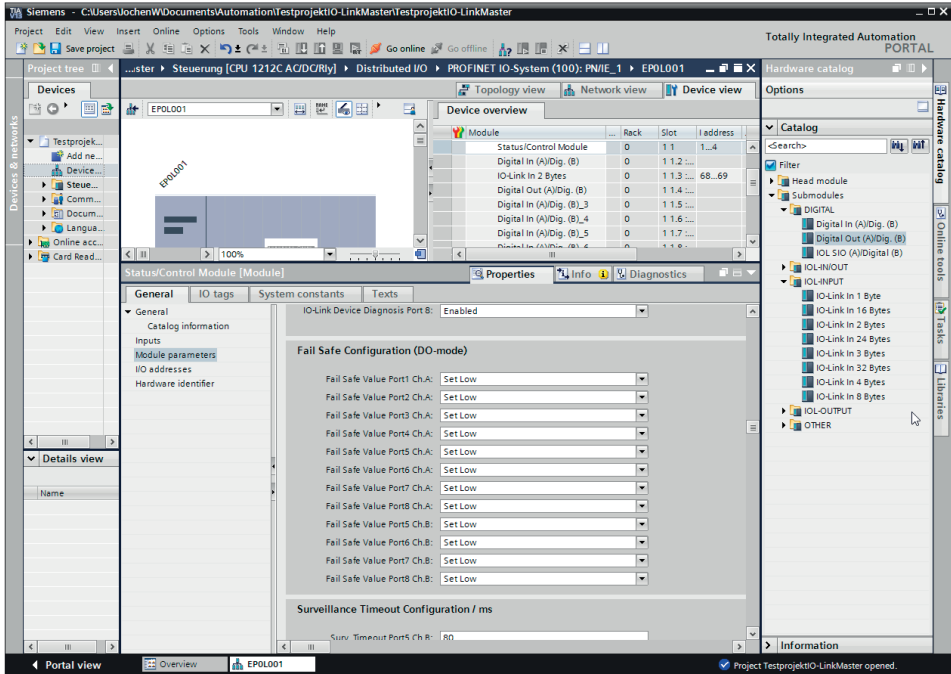 Siemens - C:\Users\JochenW\Documents\Automation\TestprojektIO-LinkMaster\TestprojektIO-LinkMaster
Project Edit View Insert Online Options Tools Window Help
Totally Integrated Automation
PORTAL
Save project
Go online
Go offline
Project tree
...ster ▸ Steuerung [CPU 1212C AC/DC/Rly] ▸ Distributed I/O ▸ PROFINET IO-System (100): PN/IE_1 ▸ EP0L001
Hardware catalog
Devices
Topology view
Network view
Device view
Options
EP0L001
Device overview
Module ... Rack Slot I address
Status/Control Module 0 1 1 1...4
Digital In (A)/Dig. (B) 0 1 1.2 :...
IO-Link In 2 Bytes 0 1 1.3 :... 68...69
Digital Out (A)/Dig. (B) 0 1 1.4 :...
Digital In (A)/Dig. (B)_3 0 1 1.5 :...
Digital In (A)/Dig. (B)_4 0 1 1.6 :...
Digital In (A)/Dig. (B)_5 0 1 1.7 :...
Digital In (A)/Dig. (B)_6 0 1 1.8 :...
EP0L001
100%
Devices & networks
Testprojek...
Add ne...
Device...
Steue...
Comm...
Docum...
Langua...
Online acc...
Card Read...
Details view
Name
Status/Control Module [Module]
Properties
Info
Diagnostics
General
IO tags
System constants
Texts
General
Catalog information
Inputs
Module parameters
I/O addresses
Hardware identifier
IO-Link Device Diagnosis Port 8: Enabled
Fail Safe Configuration (DO-mode)
Fail Safe Value Port1 Ch.A: Set Low
Fail Safe Value Port2 Ch.A: Set Low
Fail Safe Value Port3 Ch.A: Set Low
Fail Safe Value Port4 Ch.A: Set Low
Fail Safe Value Port5 Ch.A: Set Low
Fail Safe Value Port6 Ch.A: Set Low
Fail Safe Value Port7 Ch.A: Set Low
Fail Safe Value Port8 Ch.A: Set Low
Fail Safe Value Port5 Ch.B: Set Low
Fail Safe Value Port6 Ch.B: Set Low
Fail Safe Value Port7 Ch.B: Set Low
Fail Safe Value Port8 Ch.B: Set Low
Surveillance Timeout Configuration / ms
Surv. Timeout Port5 Ch.B: 80
Catalog
<Search>
Filter
Head module
Submodules
DIGITAL
Digital In (A)/Dig. (B)
Digital Out (A)/Dig. (B)
IOL SIO (A)/Digital (B)
IOL-IN/OUT
IOL-INPUT
IO-Link In 1 Byte
IO-Link In 16 Bytes
IO-Link In 2 Bytes
IO-Link In 24 Bytes
IO-Link In 3 Bytes
IO-Link In 32 Bytes
IO-Link In 4 Bytes
IO-Link In 8 Bytes
IOL-OUTPUT
OTHER
Information
Hardware catalog
Online tools
Tasks
Libraries
Portal view
Overview
EP0L001
Project TestprojektIO-LinkMaster opened.